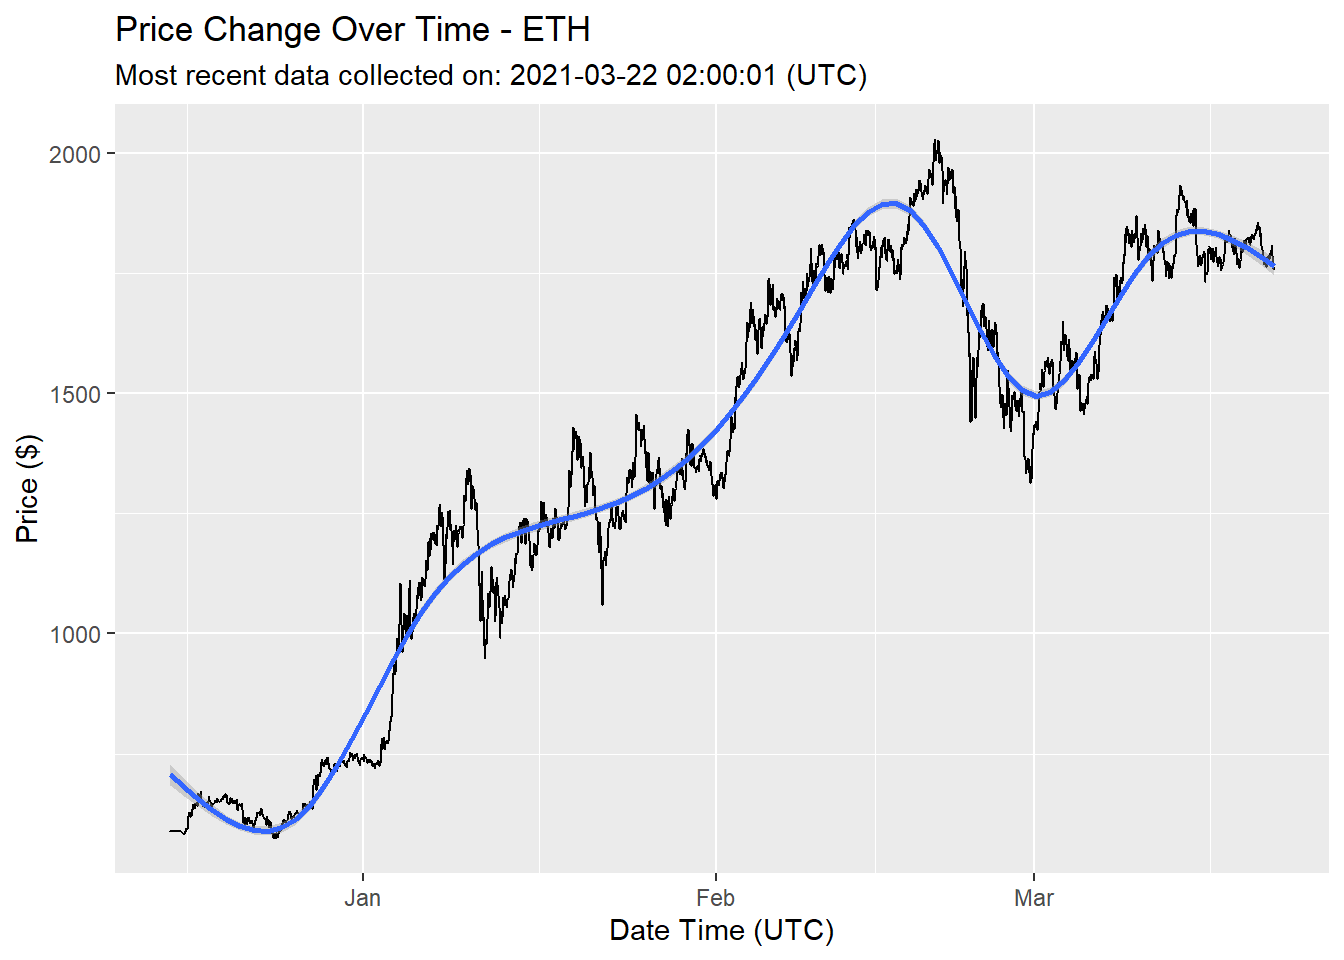 Price Change Over Time - ETH
Most recent data collected on: 2021-03-22 02:00:01 (UTC)
2000
1500
1000
Price ($)
Jan Feb Mar
Date Time (UTC)